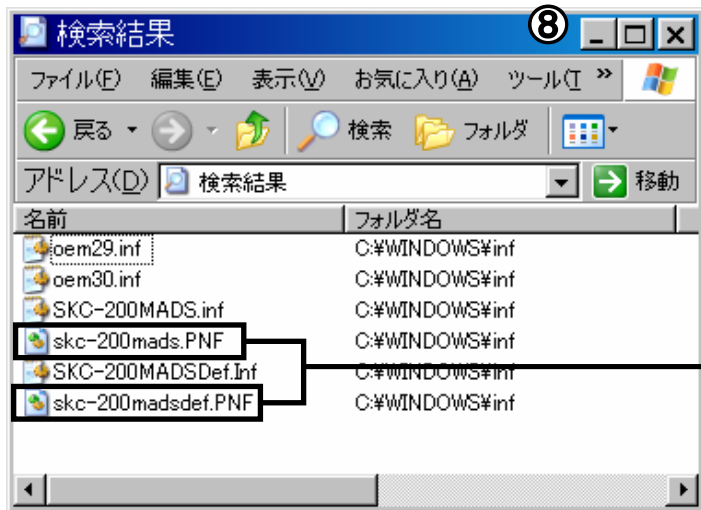 検索結果 ⑧
ファイル(F) 編集(E) 表示(V) お気に入り(A) ツール(T »
戻る 検索 フォルダ
アドレス(D) 検索結果 移動
名前 フォルダ名
oem29.inf C:¥WINDOWS¥inf
oem30.inf C:¥WINDOWS¥inf
SKC-200MADS.inf C:¥WINDOWS¥inf
skc-200mads.PNF C:¥WINDOWS¥inf
SKC-200MADSDef.Inf C:¥WINDOWS¥inf
skc-200madsdef.PNF C:¥WINDOWS¥inf